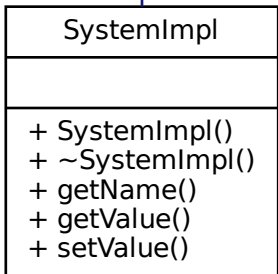 SystemImpl
+ SystemImpl()
+ ~SystemImpl()
+ getName()
+ getValue()
+ setValue()